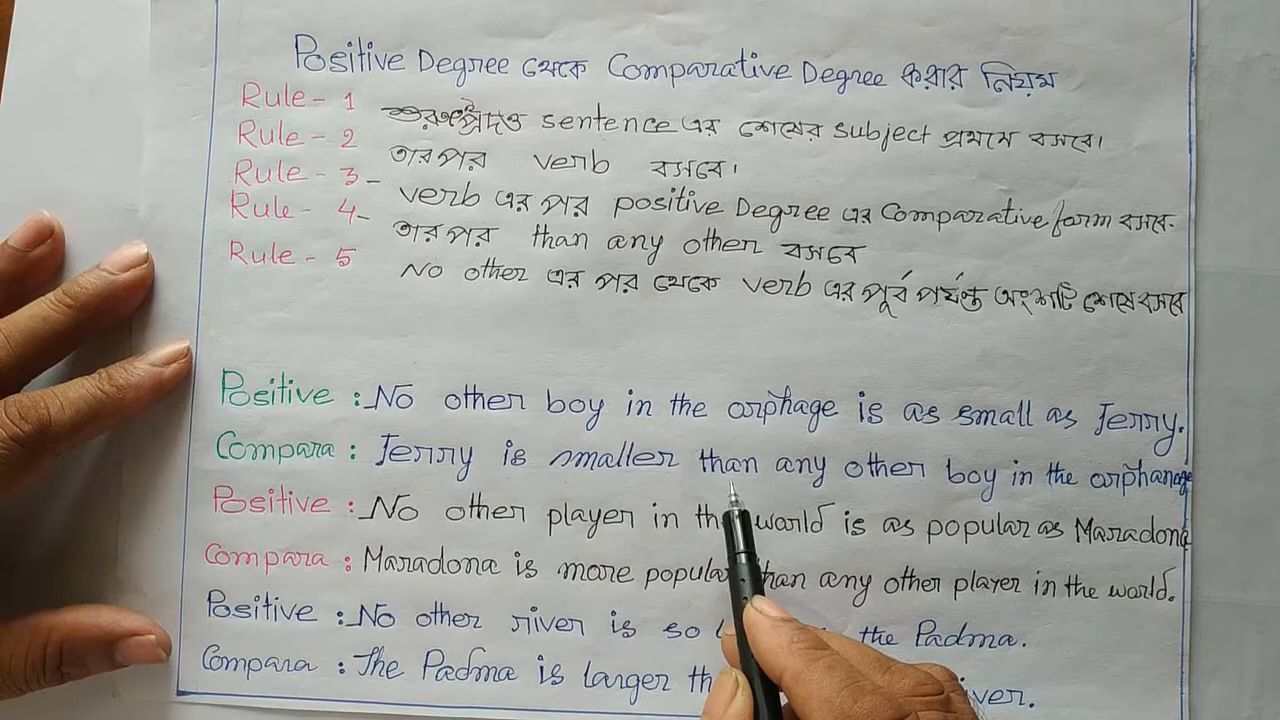 Positive Degree থেকে Comparative Degree করার নিয়ম
Rule - 1 sentence এর শেষের subject প্রথমে বসবে।
Rule - 2 তারপর verb বসবে।
Rule - 3 - verb এর পর positive Degree এর Comparative form বসবে.
Rule - 4- তারপর than any other বসবে
Rule - 5 No other এর পর থেকে verb এর পূর্ব পর্যন্ত অংশটি শেষে বসবে
Positive : No other boy in the orphage is as small as Jerry.
Compara : Jerry is smaller than any other boy in the orphanage
Positive : No other player in the world is as popular as Maradona
Compara : Maradona is more popular than any other player in the world.
Positive : No other river is so the Padma.
Compara : The Padma is larger